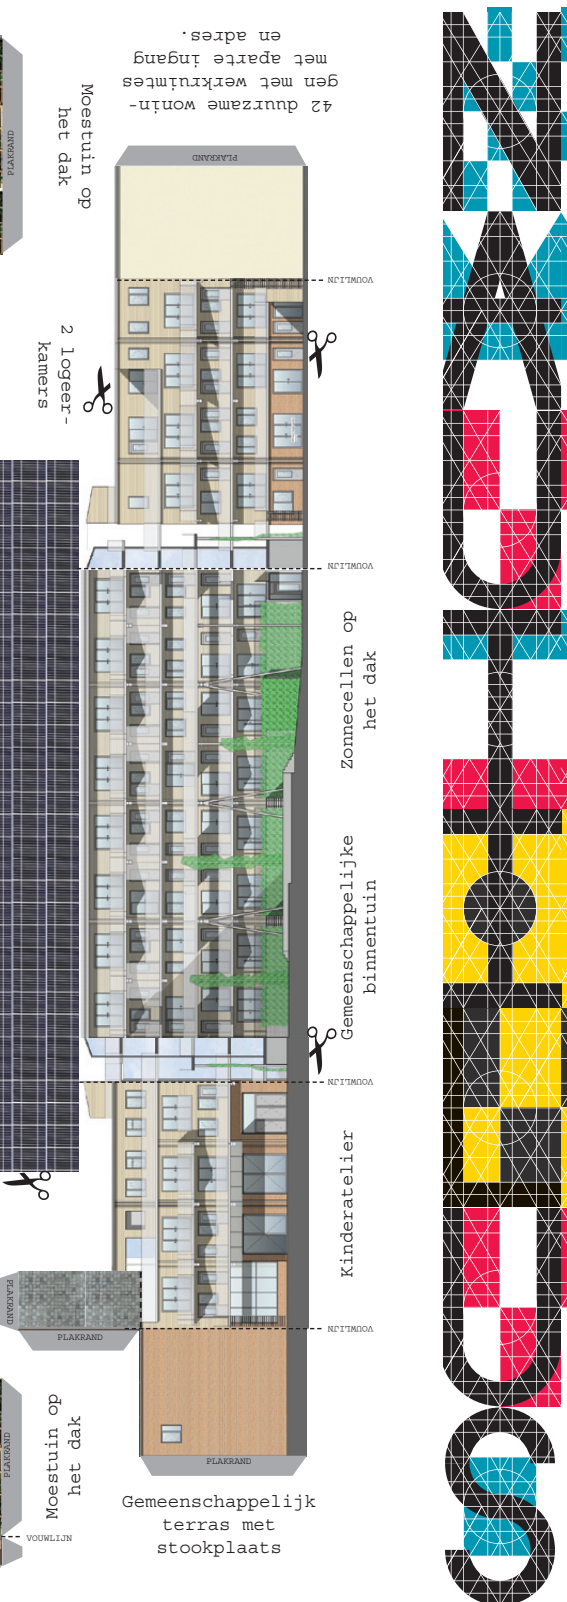 42 duurzame wonin-
gen met werkruimtes
met aparte ingang
en adres.
PLAKRAND
Moestuin op
het dak
PLAKRAND
VOUWLIJN
2 logeer-
kamers
VOUWLIJN
Zonnecellen op
het dak
Gemeenschappelijke
binnentuin
VOUWLIJN
Kinderatelier
VOUWLIJN
PLAKRAND
PLAKRAND
PLAKRAND
Gemeenschappelijk
terras met
stookplaats
Moestuin op
het dak
PLAKRAND
VOUWLIJN
NAUTILUS